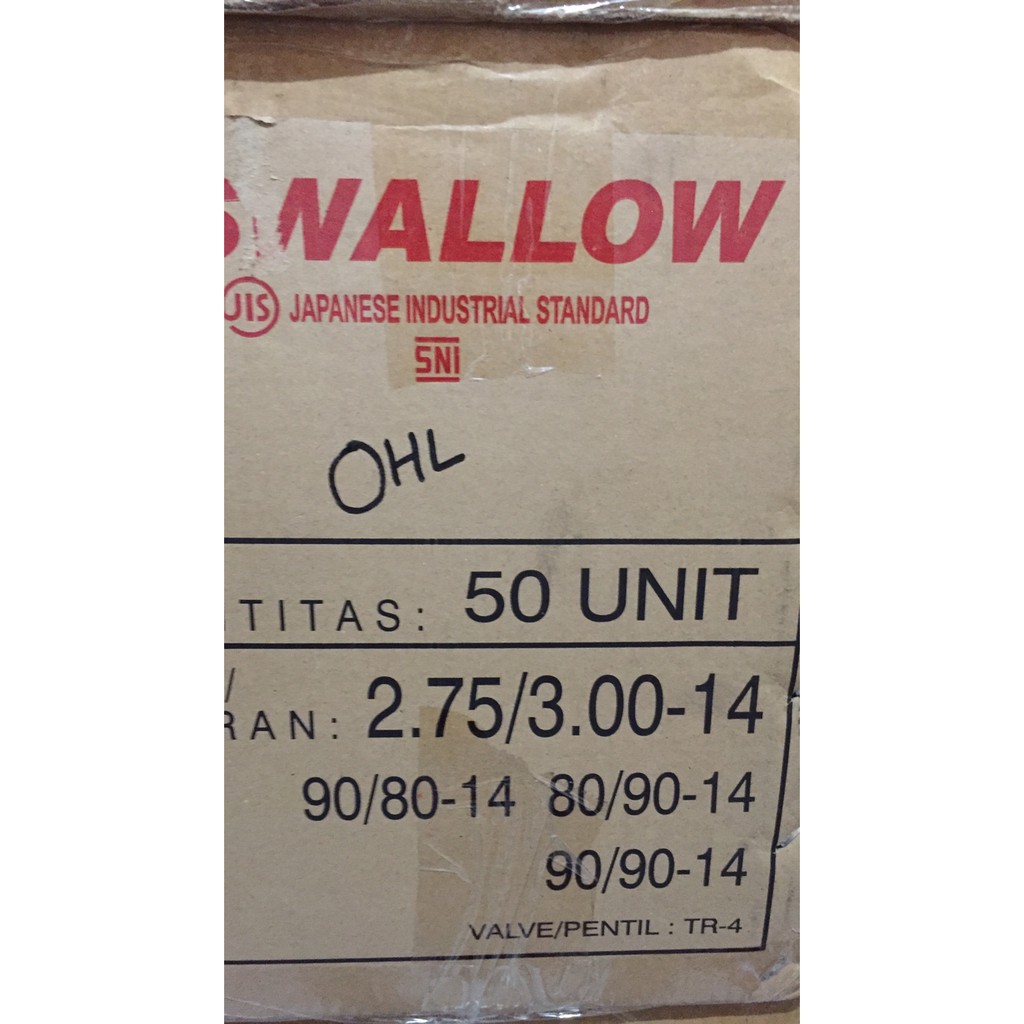 SWALLOW
JIS JAPANESE INDUSTRIAL STANDARD
SNI
OHL
TITAS: 50 UNIT
/
RAN: 2.75/3.00-14
90/80-14 80/90-14
90/90-14
VALVE/PENTIL : TR-4